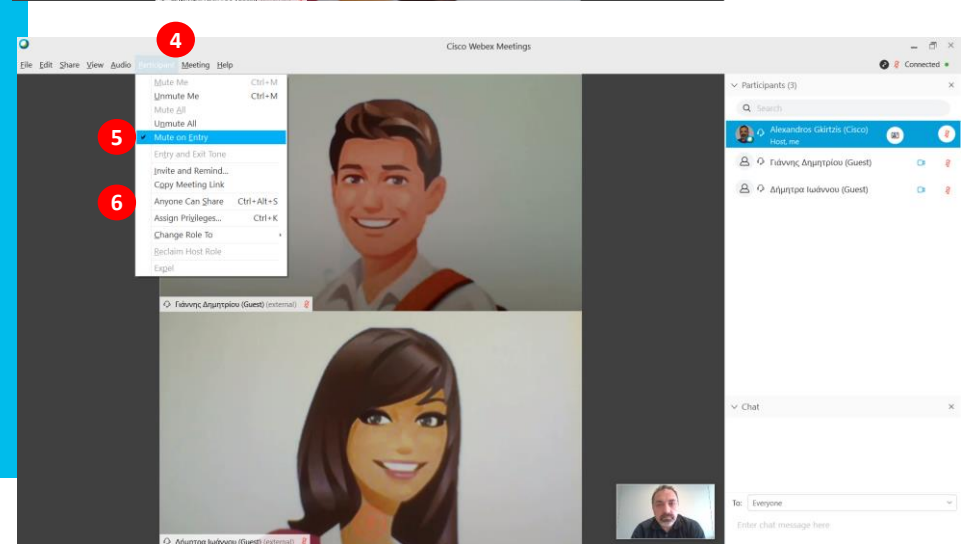 4
Cisco Webex Meetings
File Edit Share View Audio Participant Meeting Help
Connected
Mute Me Ctrl+M
Unmute Me Ctrl+M
Mute All
Unmute All
5
Mute on Entry
Entry and Exit Tone
Invite and Remind...
Copy Meeting Link
6
Anyone Can Share Ctrl+Alt+S
Assign Privileges... Ctrl+K
Change Role To
Reclaim Host Role
Expel
Γιάννης Δημητρίου (Guest) (external)
Δήμητρα Ιωάννου (Guest) (external)
Participants (3)
Search
Alexandros Gkirtzis (Cisco)
Host, me
Γιάννης Δημητρίου (Guest)
Δήμητρα Ιωάννου (Guest)
Chat
To: Everyone
Enter chat message here